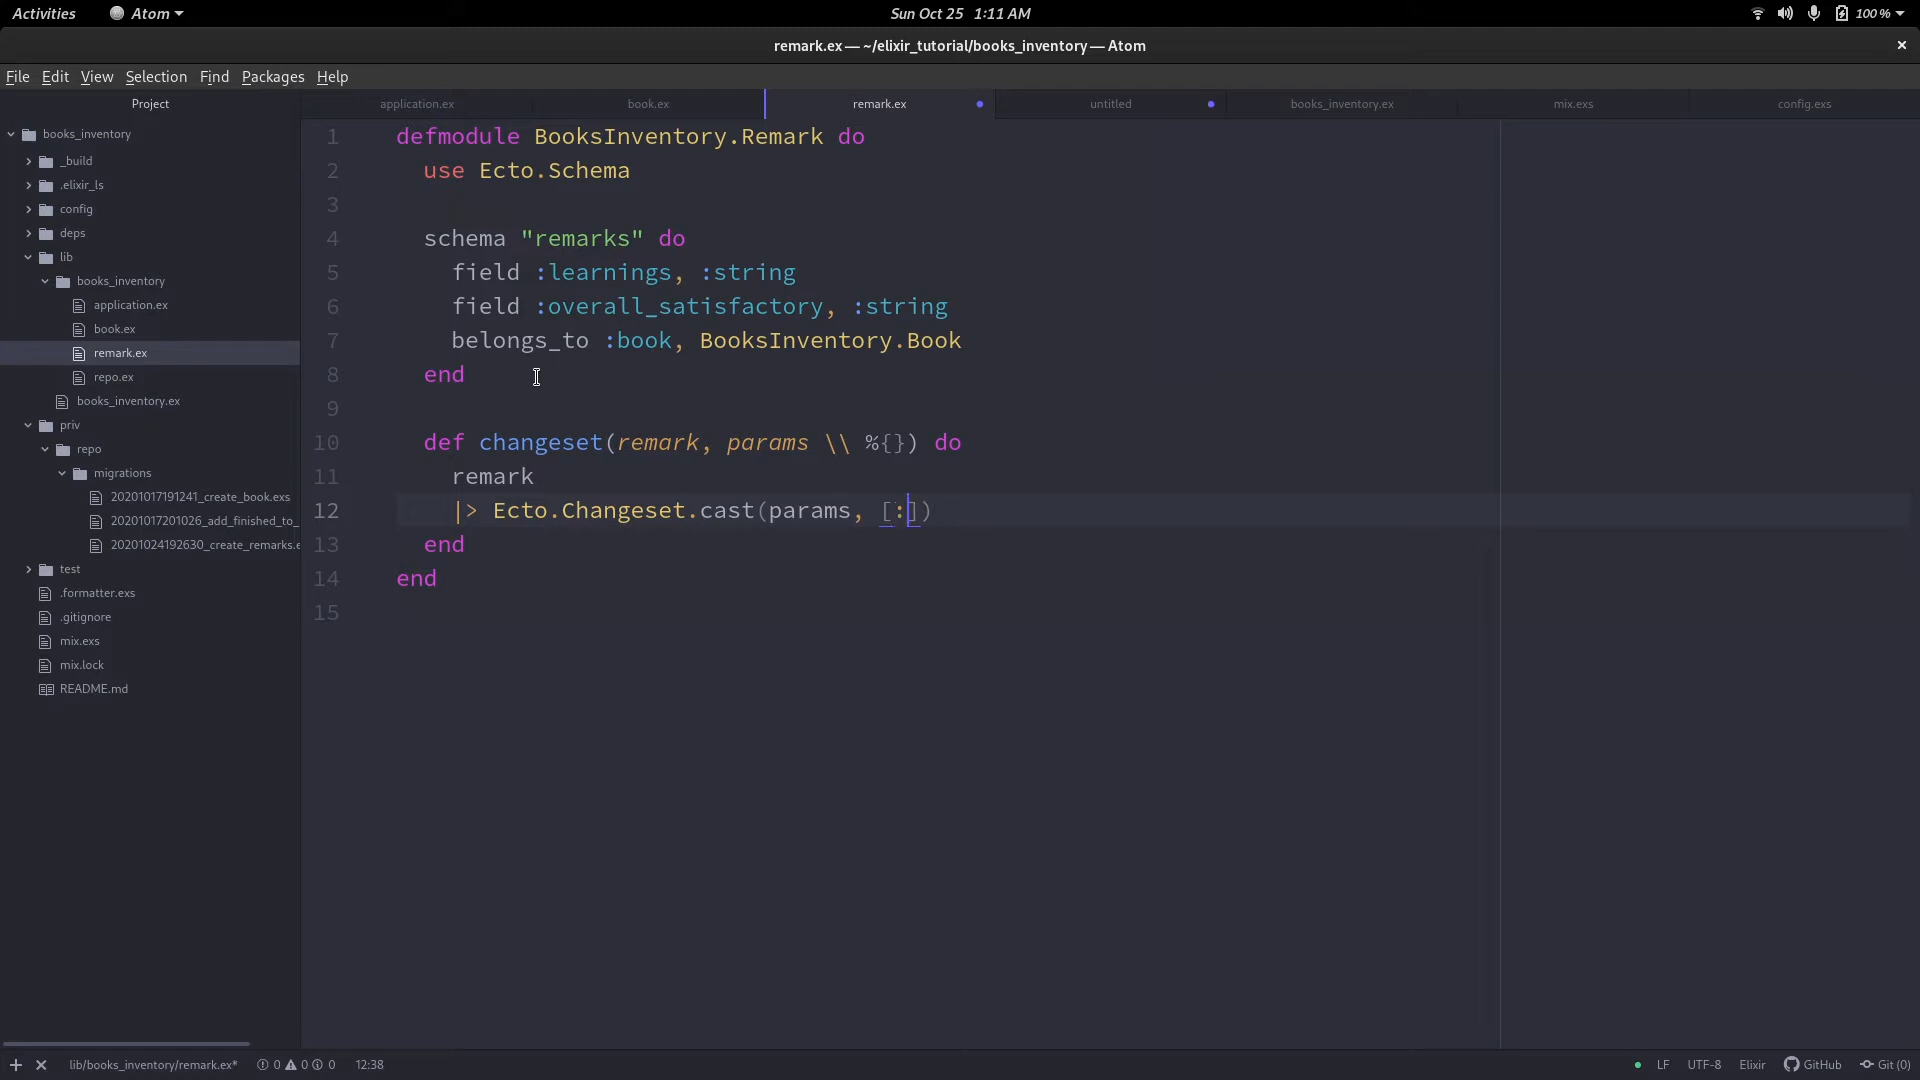 Activities Atom Sun Oct 25 1:11 AM 100 %
remark.ex — ~/elixir_tutorial/books_inventory — Atom ×
File Edit View Selection Find Packages Help
Project application.ex book.ex remark.ex untitled books_inventory.ex mix.exs config.exs
books_inventory
_build
.elixir_ls
config
deps
lib
books_inventory
application.ex
book.ex
remark.ex
repo.ex
books_inventory.ex
priv
repo
migrations
20201017191241_create_book.exs
20201017201026_add_finished_to_
20201024192630_create_remarks.e
test
.formatter.exs
.gitignore
mix.exs
mix.lock
README.md
1 defmodule BooksInventory.Remark do
2   use Ecto.Schema
3
4   schema "remarks" do
5     field :learnings, :string
6     field :overall_satisfactory, :string
7     belongs_to :book, BooksInventory.Book
8   end
9
10   def changeset(remark, params \\ %{}) do
11     remark
12     |> Ecto.Changeset.cast(params, [:])
13   end
14 end
15
lib/books_inventory/remark.ex* 0 0 0 12:38 LF UTF-8 Elixir GitHub Git (0)